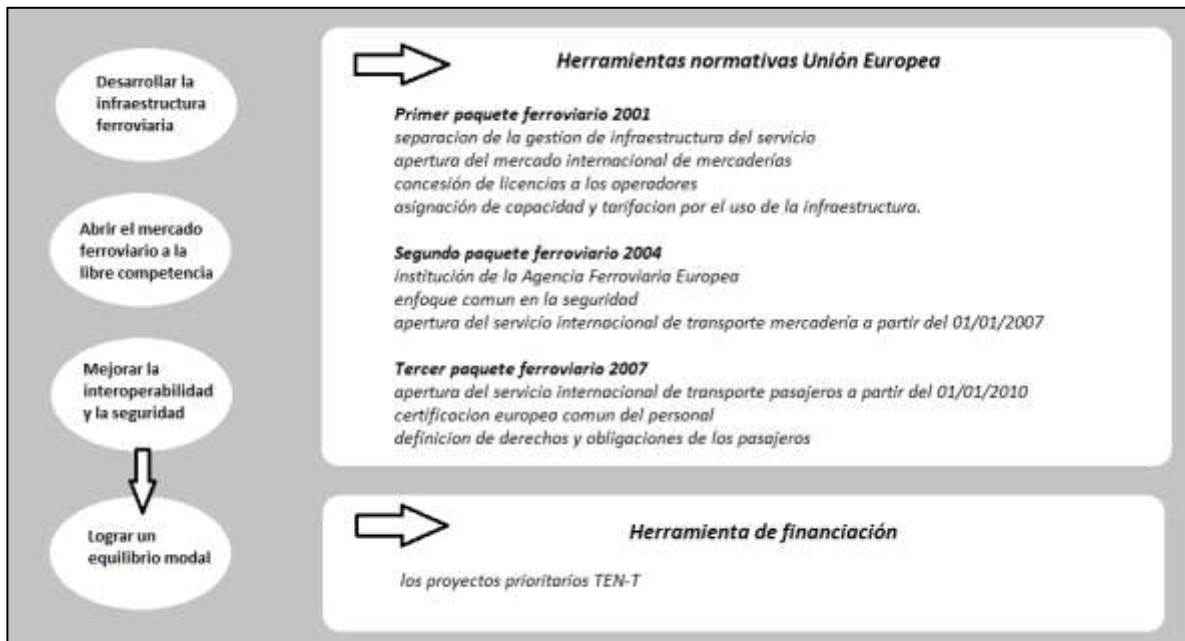 Desarrollar la
infraestructura
ferroviaria
Abrir el mercado
ferroviario a la
libre competencia
Mejorar la
interoperabilidad
y la seguridad
Lograr un
equilibrio modal
Herramientas normativas Unión Europea
Primer paquete ferroviario 2001
separacion de la gestion de infraestructura del servicio
apertura del mercado internacional de mercaderías
concesión de licencias a los operadores
asignación de capacidad y tarifacion por el uso de la infraestructura.
Segundo paquete ferroviario 2004
institución de la Agencia Ferroviaria Europea
enfoque comun en la seguridad
apertura del servicio internacional de transporte mercadería a partir del 01/01/2007
Tercer paquete ferroviario 2007
apertura del servicio internacional de transporte pasajeros a partir del 01/01/2010
certificacion europea comun del personal
definicion de derechos y obligaciones de los pasajeros
Herramienta de financiación
los proyectos prioritarios TEN-T